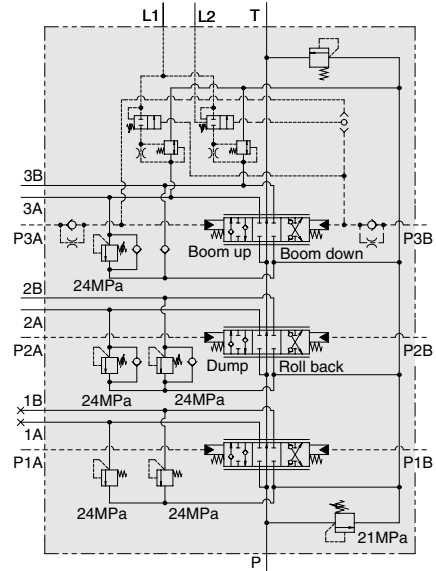 L1 L2 T
3B
3A
P3A P3B
Boom up Boom down
24MPa
2B
2A
P2A P2B
Dump Roll back
24MPa 24MPa
1B
1A
P1A P1B
24MPa 24MPa
21MPa
P